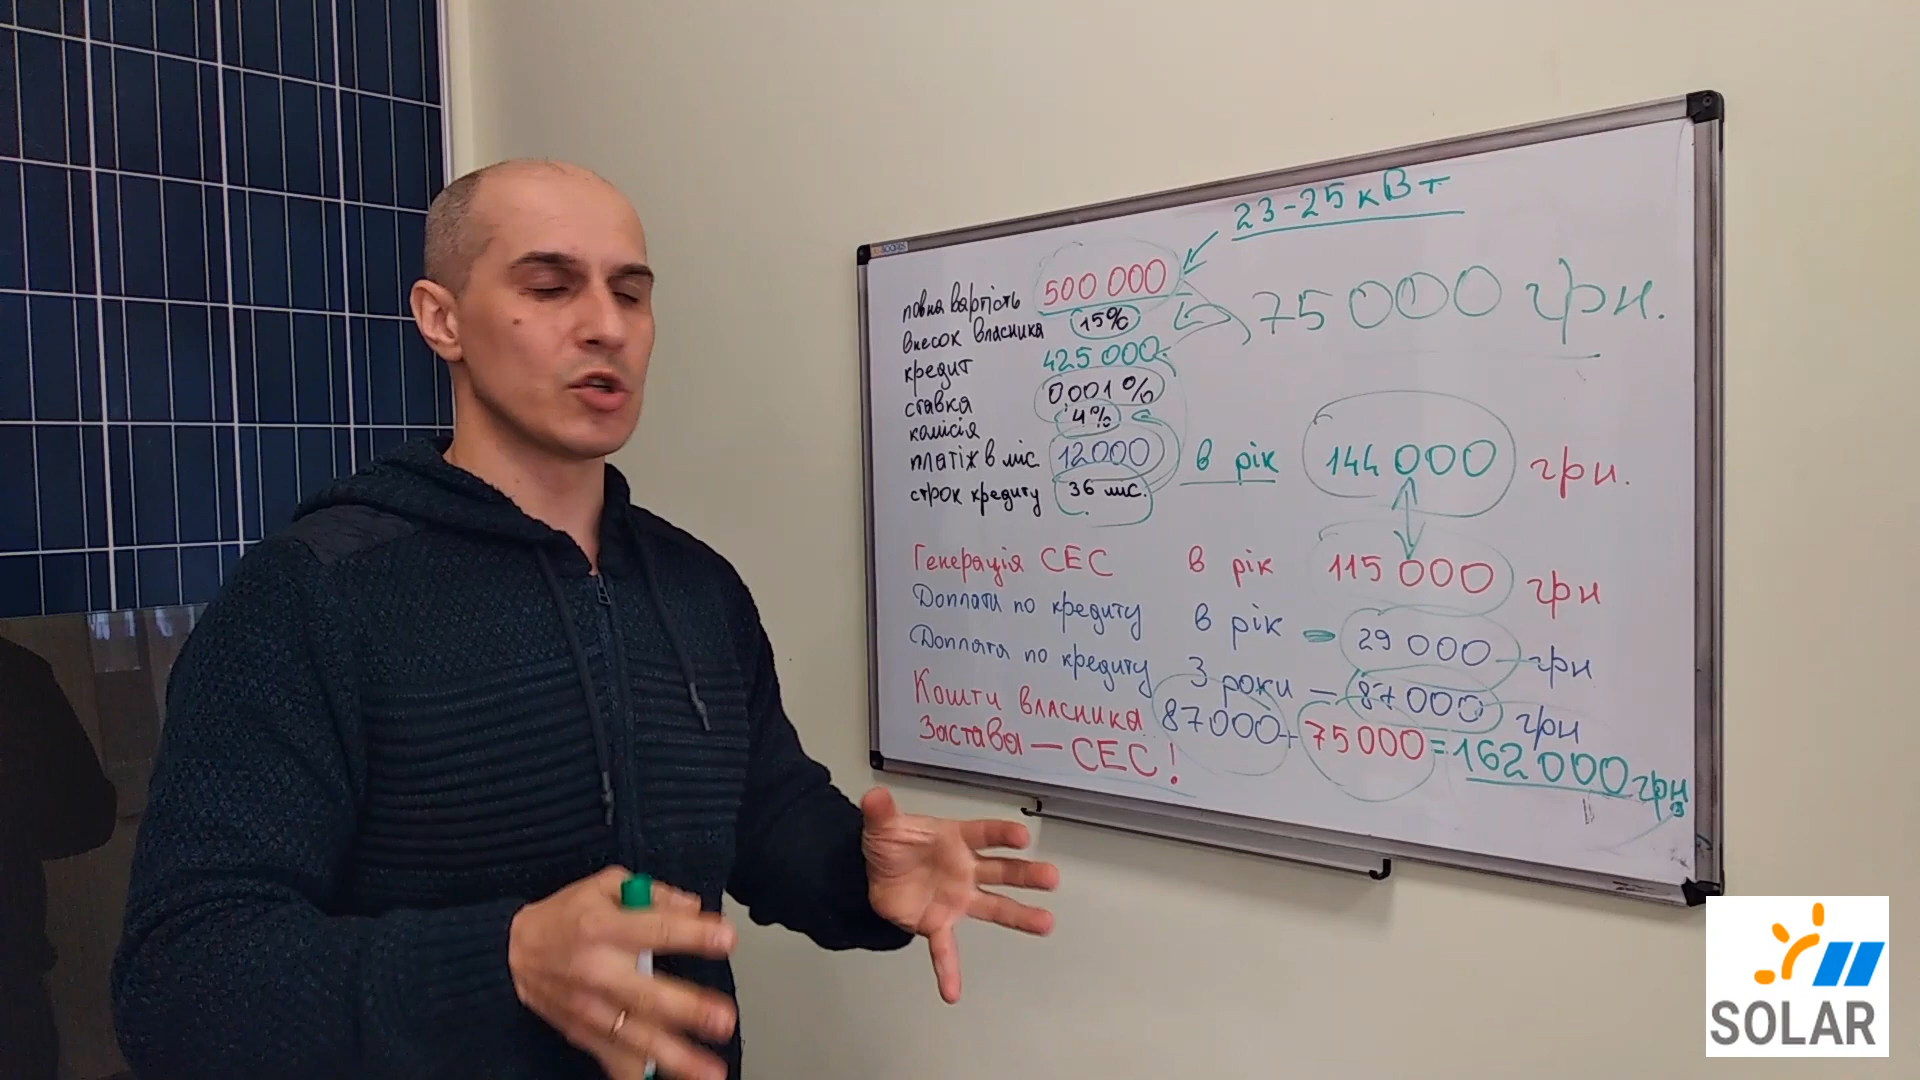 23-25 кВт
повна вартість 500 000
внесок власника 15% 75 000 грн.
кредит 425 000
ставка 0,001 %
комісія 4%
платіж в міс. 12000 в рік 144 000 грн.
строк кредиту 36 міс.
Генерація СЕС в рік 115 000 грн
Доплати по кредиту в рік - 29 000 грн
Доплата по кредиту 3 роки - 87 000 грн
Кошти власника 87000 + 75000 = 162 000 грн
Застава - СЕС!
SOLAR